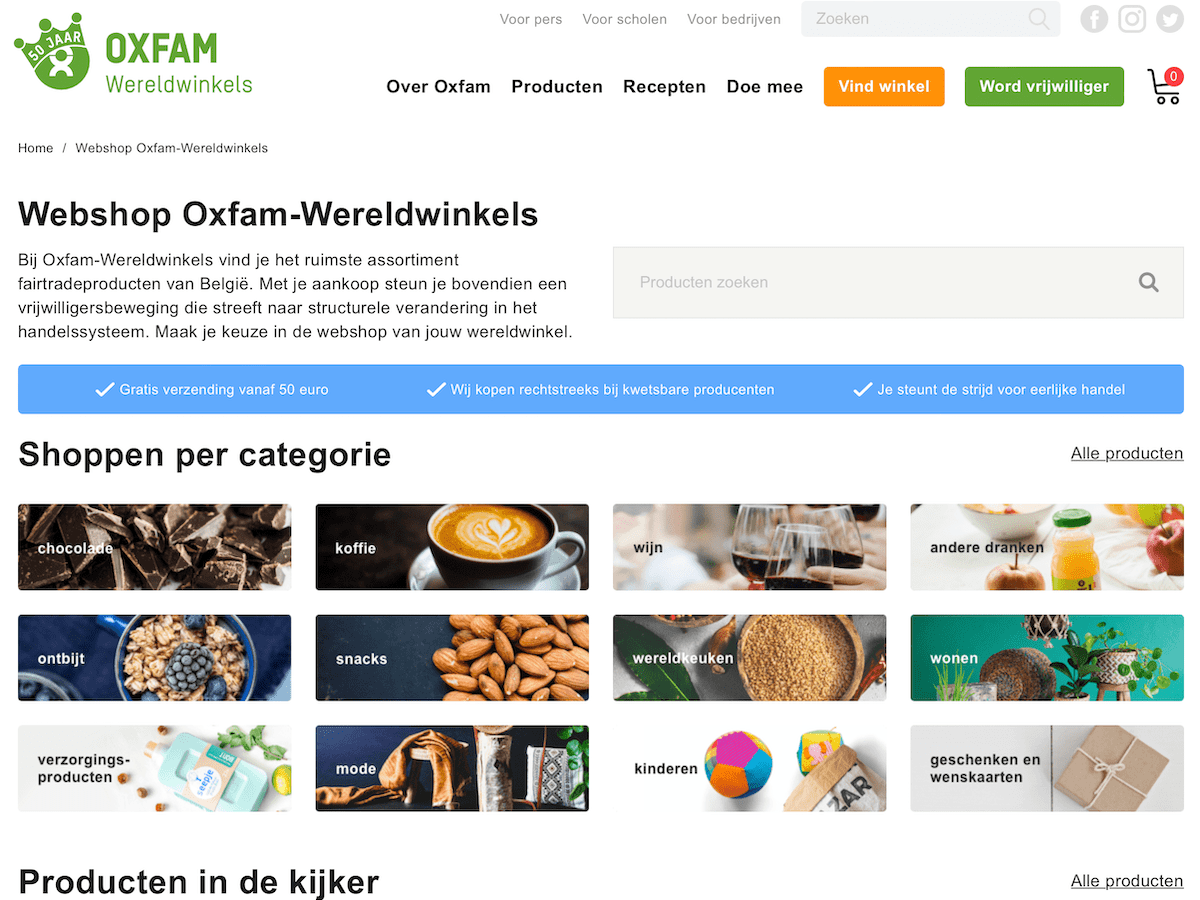 Voor pers
Voor scholen
Voor bedrijven
Zoeken
50 JAAR
OXFAM
Wereldwinkels
Over Oxfam
Producten
Recepten
Doe mee
Vind winkel
Word vrijwilliger
0
Home / Webshop Oxfam-Wereldwinkels
Webshop Oxfam-Wereldwinkels
Bij Oxfam-Wereldwinkels vind je het ruimste assortiment
fairtradeproducten van België. Met je aankoop steun je bovendien een
vrijwilligersbeweging die streeft naar structurele verandering in het
handelssysteem. Maak je keuze in de webshop van jouw wereldwinkel.
Producten zoeken
Gratis verzending vanaf 50 euro
Wij kopen rechtstreeks bij kwetsbare producenten
Je steunt de strijd voor eerlijke handel
Shoppen per categorie
Alle producten
chocolade
koffie
wijn
andere dranken
ontbijt
snacks
wereldkeuken
wonen
verzorgings-
producten
seepje
mode
kinderen
geschenken en
wenskaarten
Producten in de kijker
Alle producten